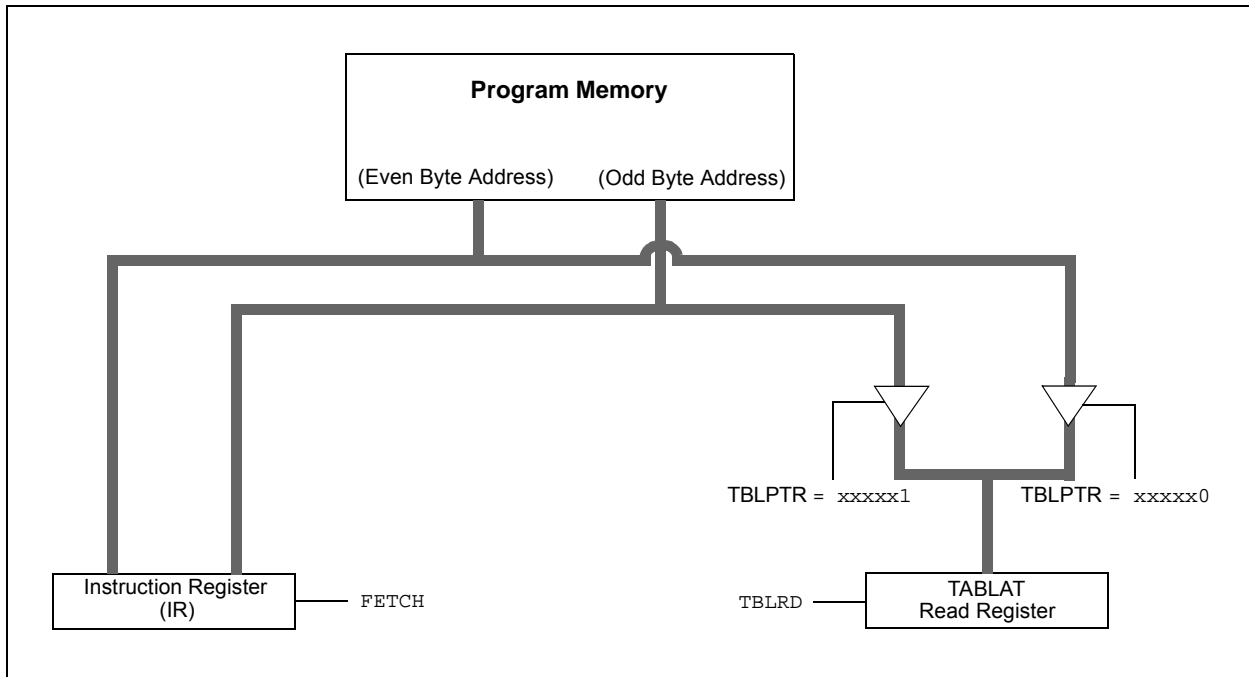 Program Memory
(Even Byte Address)
(Odd Byte Address)
TBLPTR = xxxxx1
TBLPTR = xxxxx0
Instruction Register
(IR)
FETCH
TBLRD
TABLAT
Read Register